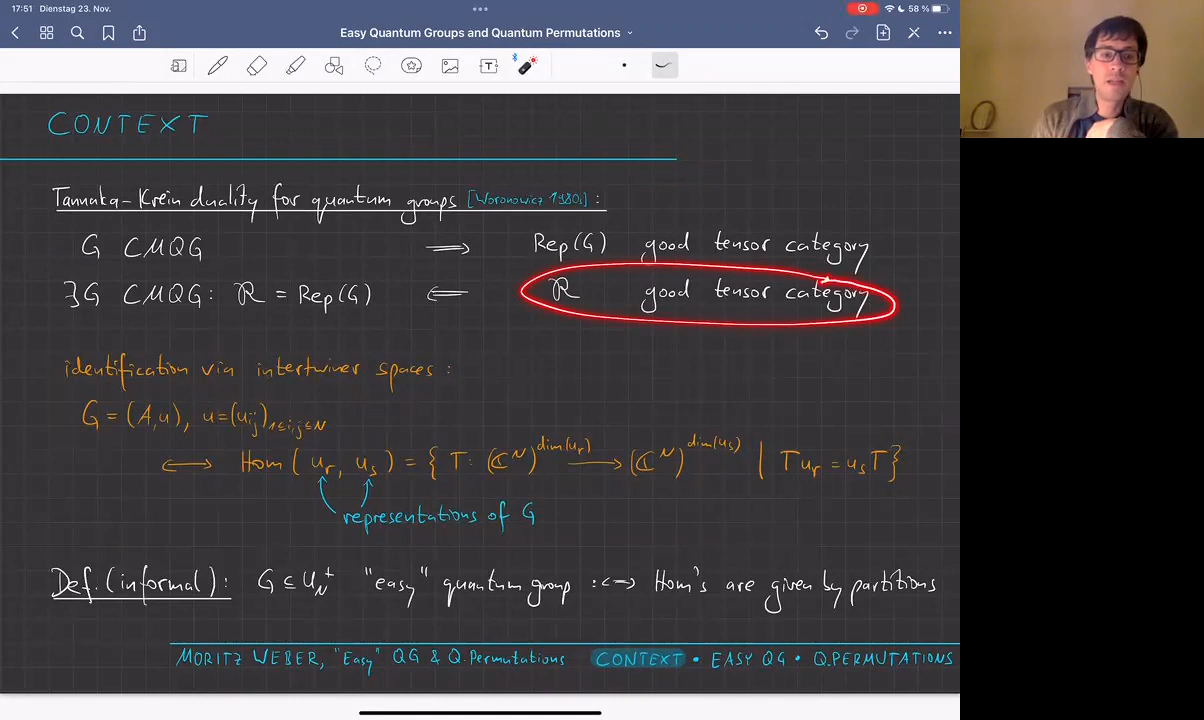 17:51 Dienstag 23. Nov.
58 %
Easy Quantum Groups and Quantum Permutations
CONTEXT
Tannaka-Krein duality for quantum groups [Woronowicz 1980s]:
G CMQG ⟹ Rep(G) good tensor category
∃G CMQG: R = Rep(G) ⟸ R good tensor category
identification via intertwiner spaces:
G = (A,u), u=(u_ij)_1≤i,j≤N
⟷ Hom(u_r, u_s) = { T: (ℂ^N)^dim(u_r) ⟶ (ℂ^N)^dim(u_s) | Tu_r = u_sT}
representations of G
Def. (informal): G ⊆ U_N^+ "easy" quantum group :⟺ Hom's are given by partitions
MORITZ WEBER, "Easy" QG & Q.Permutations CONTEXT • EASY QG • Q.PERMUTATIONS